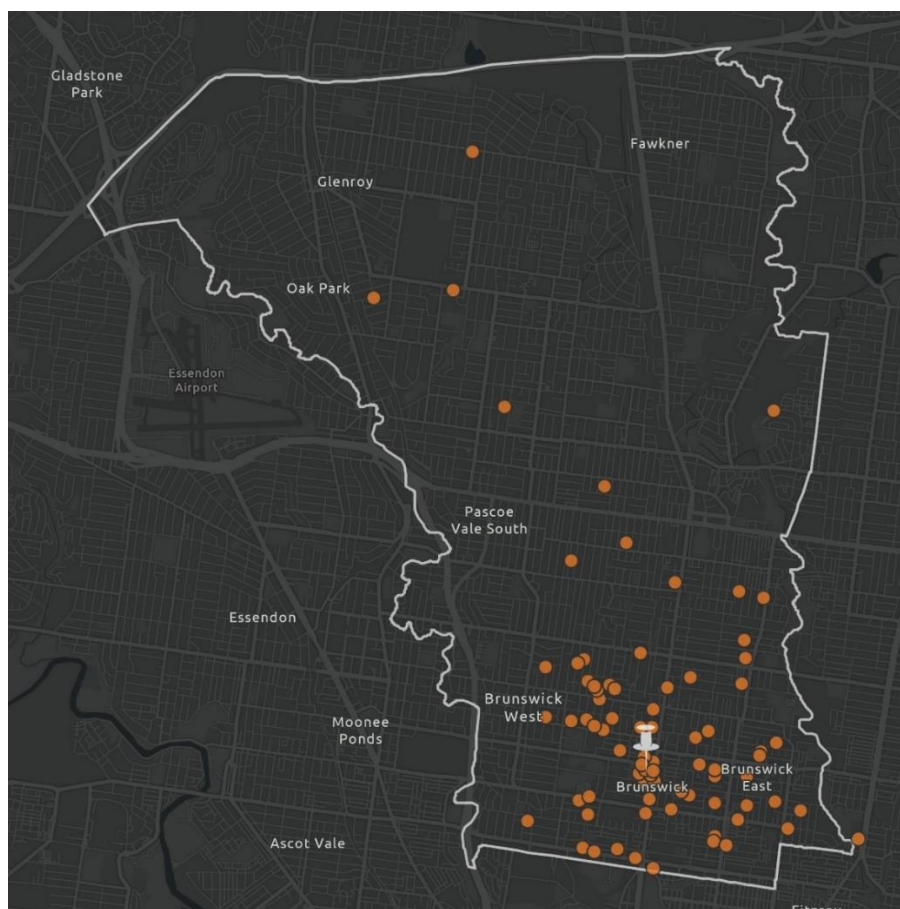 Gladstone
Park
Fawkner
Glenroy
Oak Park
Essendon
Airport
Pascoe
Vale South
Essendon
Brunswick
West
Moonee
Ponds
Brunswick
East
Brunswick
Ascot Vale